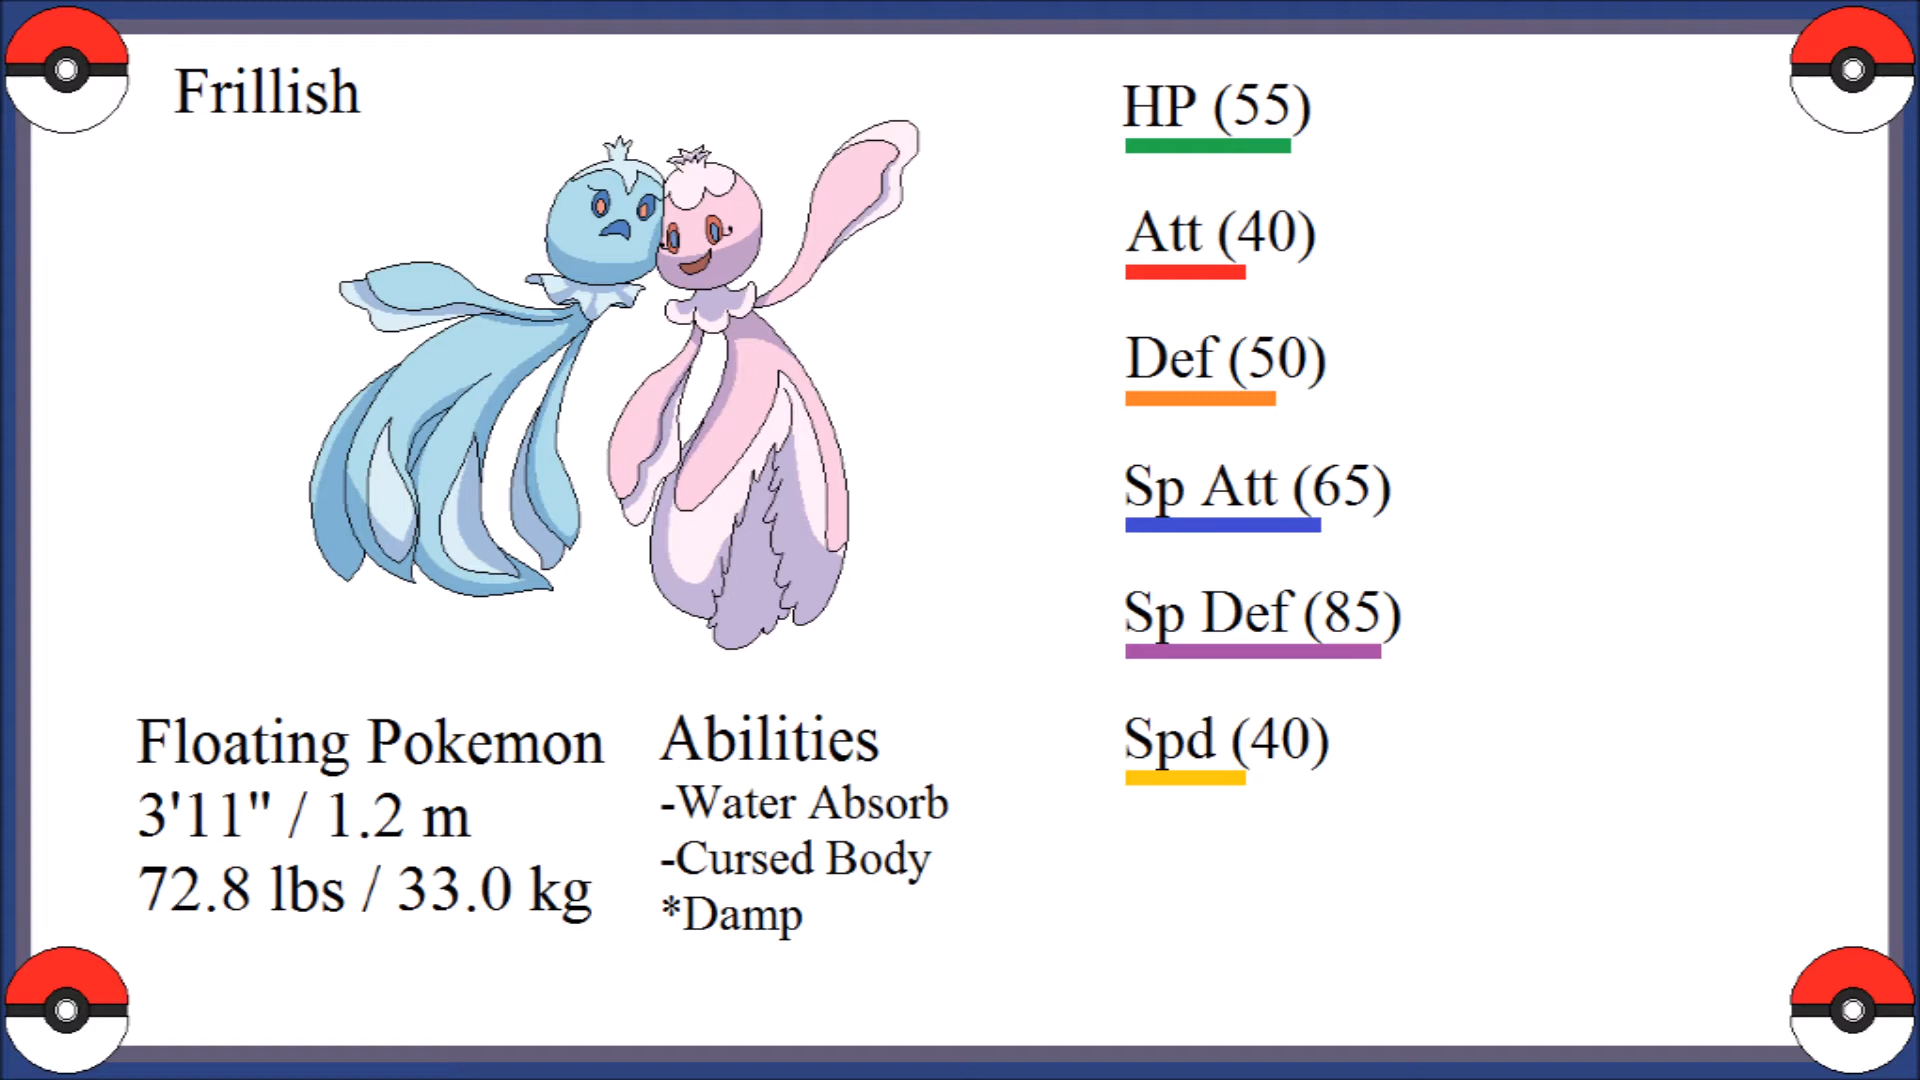 Frillish
HP (55)
Att (40)
Def (50)
Sp Att (65)
Sp Def (85)
Spd (40)
Floating Pokemon
3'11" / 1.2 m
72.8 lbs / 33.0 kg
Abilities
-Water Absorb
-Cursed Body
*Damp